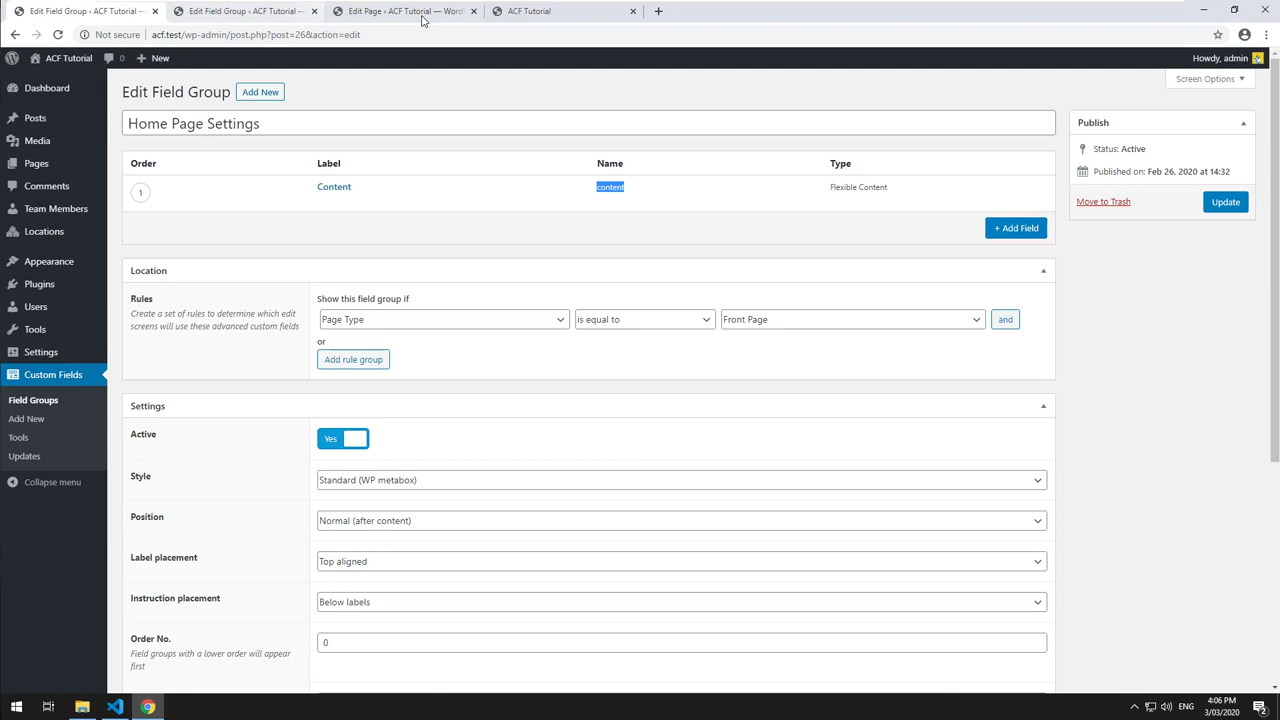 Edit Field Group ‹ ACF Tutorial —
Edit Field Group ‹ ACF Tutorial —
Edit Page ‹ ACF Tutorial — Word
ACF Tutorial
Not secure
acf.test/wp-admin/post.php?post=26&action=edit
ACF Tutorial
0
New
Howdy, admin
Screen Options
Dashboard
Posts
Media
Pages
Comments
Team Members
Locations
Appearance
Plugins
Users
Tools
Settings
Custom Fields
Field Groups
Add New
Tools
Updates
Collapse menu
Edit Field Group
Add New
Home Page Settings
Order
Label
Name
Type
1
Content
content
Flexible Content
+ Add Field
Location
Rules
Create a set of rules to determine which edit
screens will use these advanced custom fields
Show this field group if
Page Type
is equal to
Front Page
and
or
Add rule group
Settings
Active
Yes
Style
Standard (WP metabox)
Position
Normal (after content)
Label placement
Top aligned
Instruction placement
Below labels
Order No.
Field groups with a lower order will appear
first
0
Publish
Status: Active
Published on: Feb 26, 2020 at 14:32
Move to Trash
Update
ENG
4:06 PM
3/03/2020
2